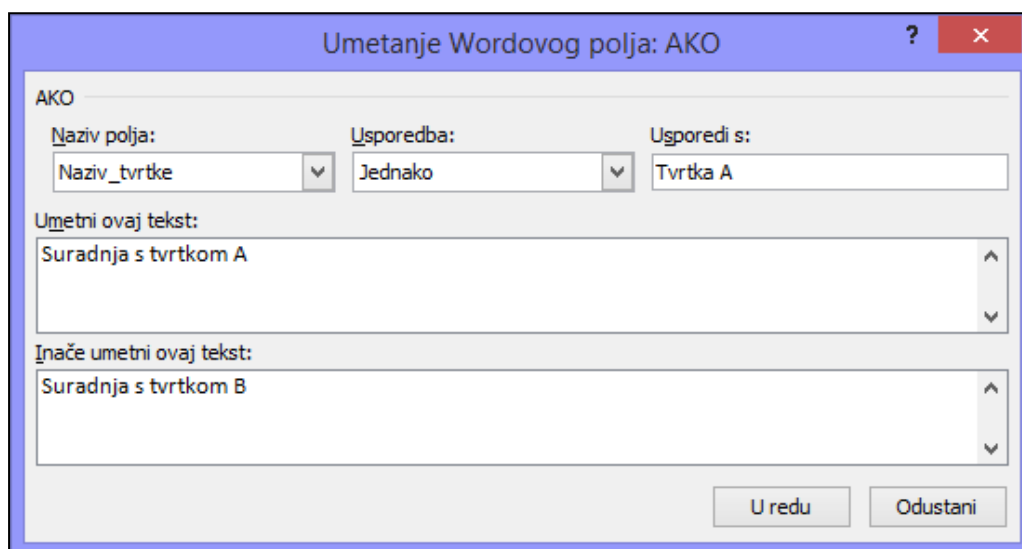 Umetanje Wordovog polja: AKO
?
AKO
Naziv polja: Usporedba: Usporedi s:
Naziv_tvrtke Jednako Tvrtka A
Umetni ovaj tekst:
Suradnja s tvrtkom A
Inače umetni ovaj tekst:
Suradnja s tvrtkom B
U redu Odustani